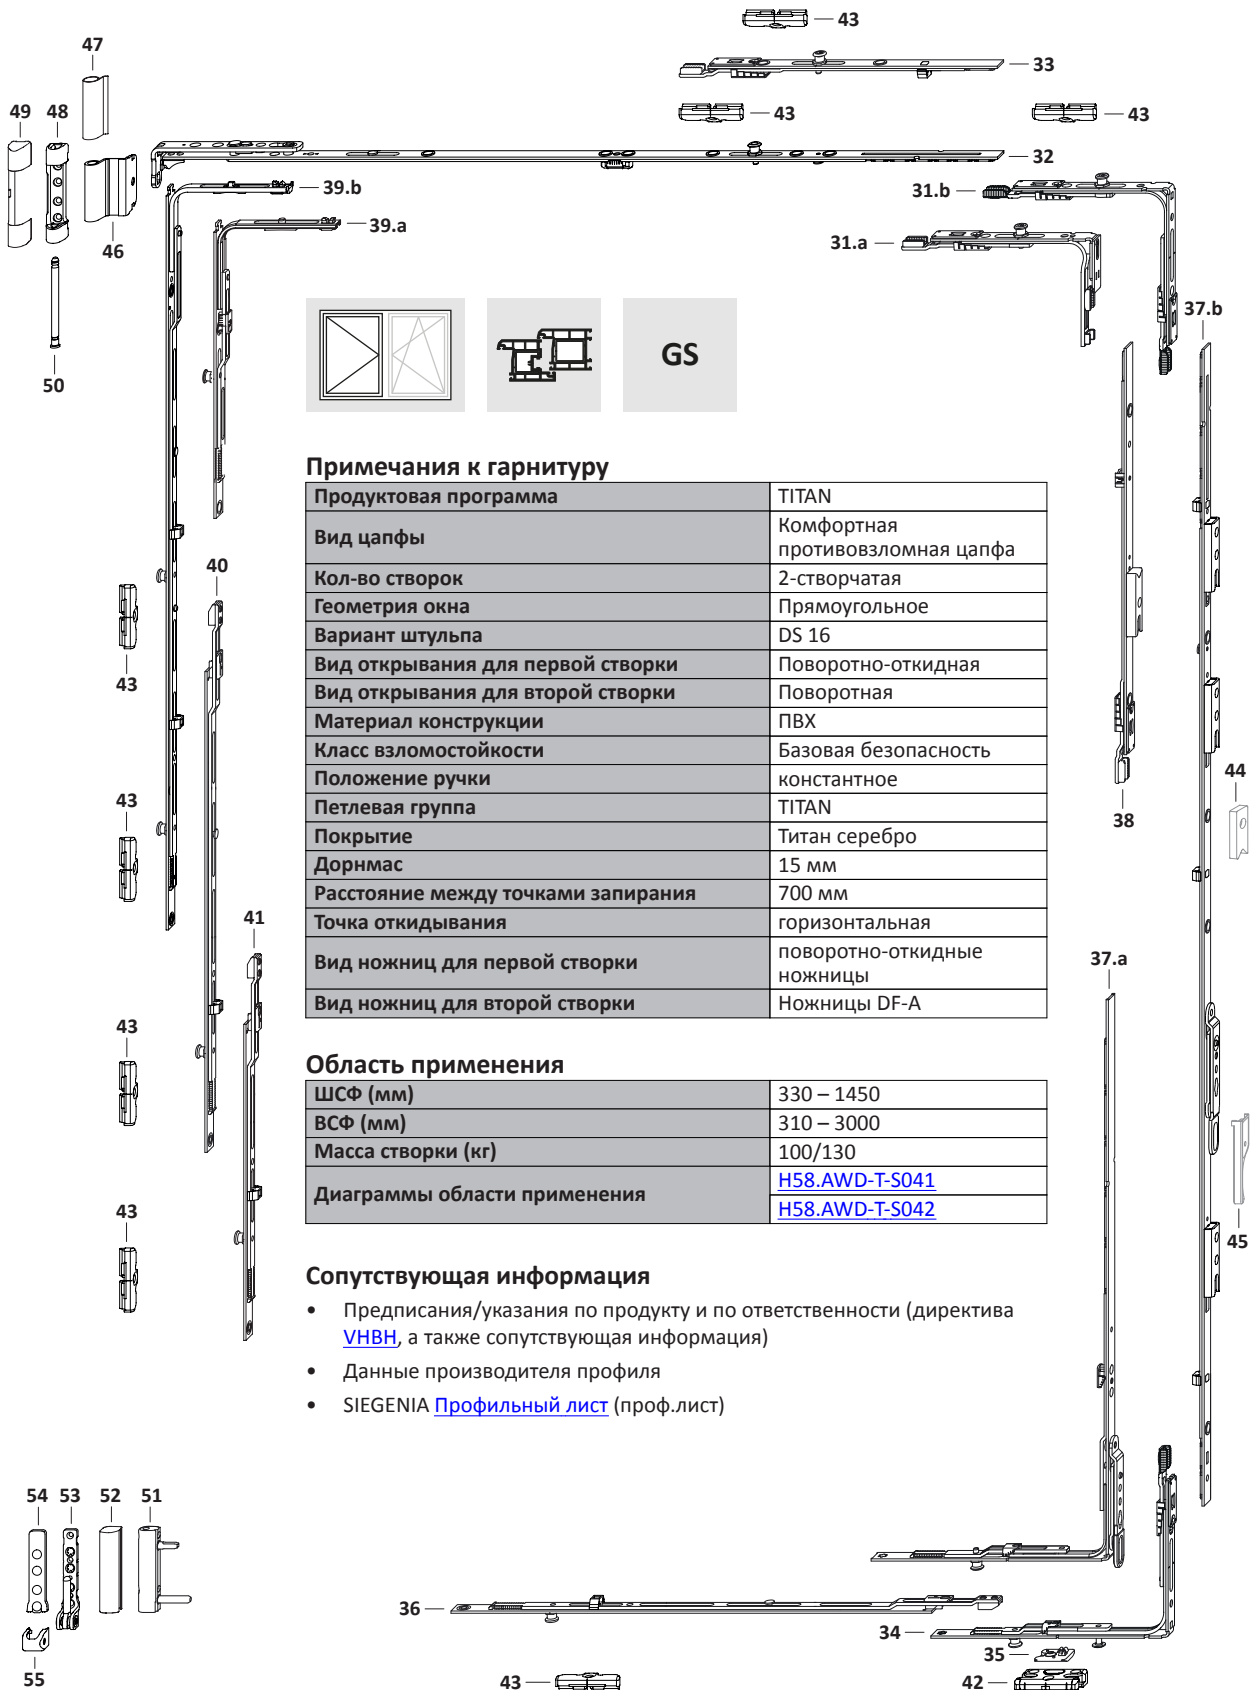 43
47
33
49 48
43
43
32
39.b
31.b
39.a
31.a
46
37.b
50
GS
Примечания к гарнитуру
Продуктовая программа TITAN
Вид цапфы Комфортная
противовзломная цапфа
Кол-во створок 2-створчатая
Геометрия окна Прямоугольное
Вариант штульпа DS 16
Вид открывания для первой створки Поворотно-откидная
Вид открывания для второй створки Поворотная
Материал конструкции ПВХ
Класс взломостойкости Базовая безопасность
Положение ручки константное
Петлевая группа TITAN
Покрытие Титан серебро
Дорнмас 15 мм
Расстояние между точками запирания 700 мм
Точка откидывания горизонтальная
Вид ножниц для первой створки поворотно-откидные
ножницы
Вид ножниц для второй створки Ножницы DF-A
40
43
44
43
38
41
37.a
43
Область применения
ШСФ (мм) 330 – 1450
ВСФ (мм) 310 – 3000
Масса створки (кг) 100/130
Диаграммы области применения H58.AWD-T-S041
H58.AWD-T-S042
43
45
Сопутствующая информация
• Предписания/указания по продукту и по ответственности (директива
VHBH, а также сопутствующая информация)
• Данные производителя профиля
• SIEGENIA Профильный лист (проф.лист)
54 53 52 51
36
34
35
55
43
42